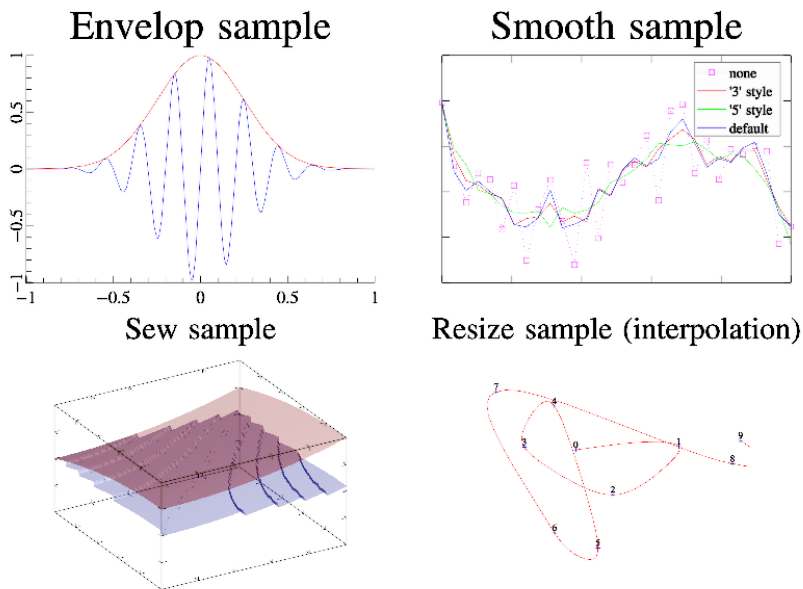 Envelop sample
Smooth sample
1
0.5
0
−0.5
−1
−1
−0.5
0
0.5
1
none
'3' style
'5' style
default
Sew sample
Resize sample (interpolation)
7
4
3
0
1
9
8
2
6
5